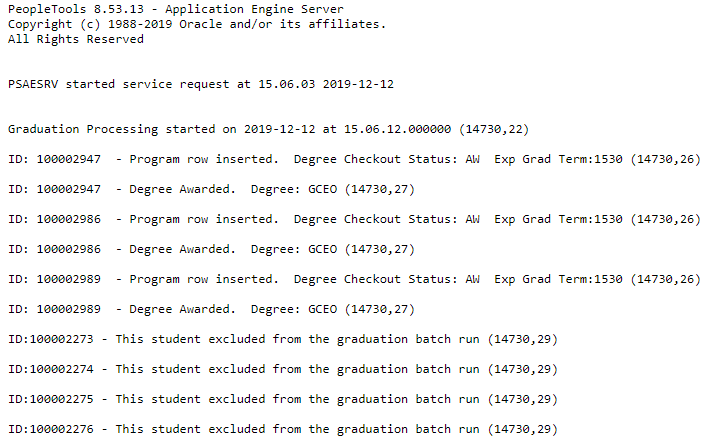 PeopleTools 8.53.13 - Application Engine Server
Copyright (c) 1988-2019 Oracle and/or its affiliates.
All Rights Reserved
PSAESRV started service request at 15.06.03 2019-12-12
Graduation Processing started on 2019-12-12 at 15.06.12.000000 (14730,22)
ID: 100002947  - Program row inserted.  Degree Checkout Status: AW  Exp Grad Term:1530 (14730,26)
ID: 100002947  - Degree Awarded.  Degree: GCEO (14730,27)
ID: 100002986  - Program row inserted.  Degree Checkout Status: AW  Exp Grad Term:1530 (14730,26)
ID: 100002986  - Degree Awarded.  Degree: GCEO (14730,27)
ID: 100002989  - Program row inserted.  Degree Checkout Status: AW  Exp Grad Term:1530 (14730,26)
ID: 100002989  - Degree Awarded.  Degree: GCEO (14730,27)
ID:100002273 - This student excluded from the graduation batch run (14730,29)
ID:100002274 - This student excluded from the graduation batch run (14730,29)
ID:100002275 - This student excluded from the graduation batch run (14730,29)
ID:100002276 - This student excluded from the graduation batch run (14730,29)